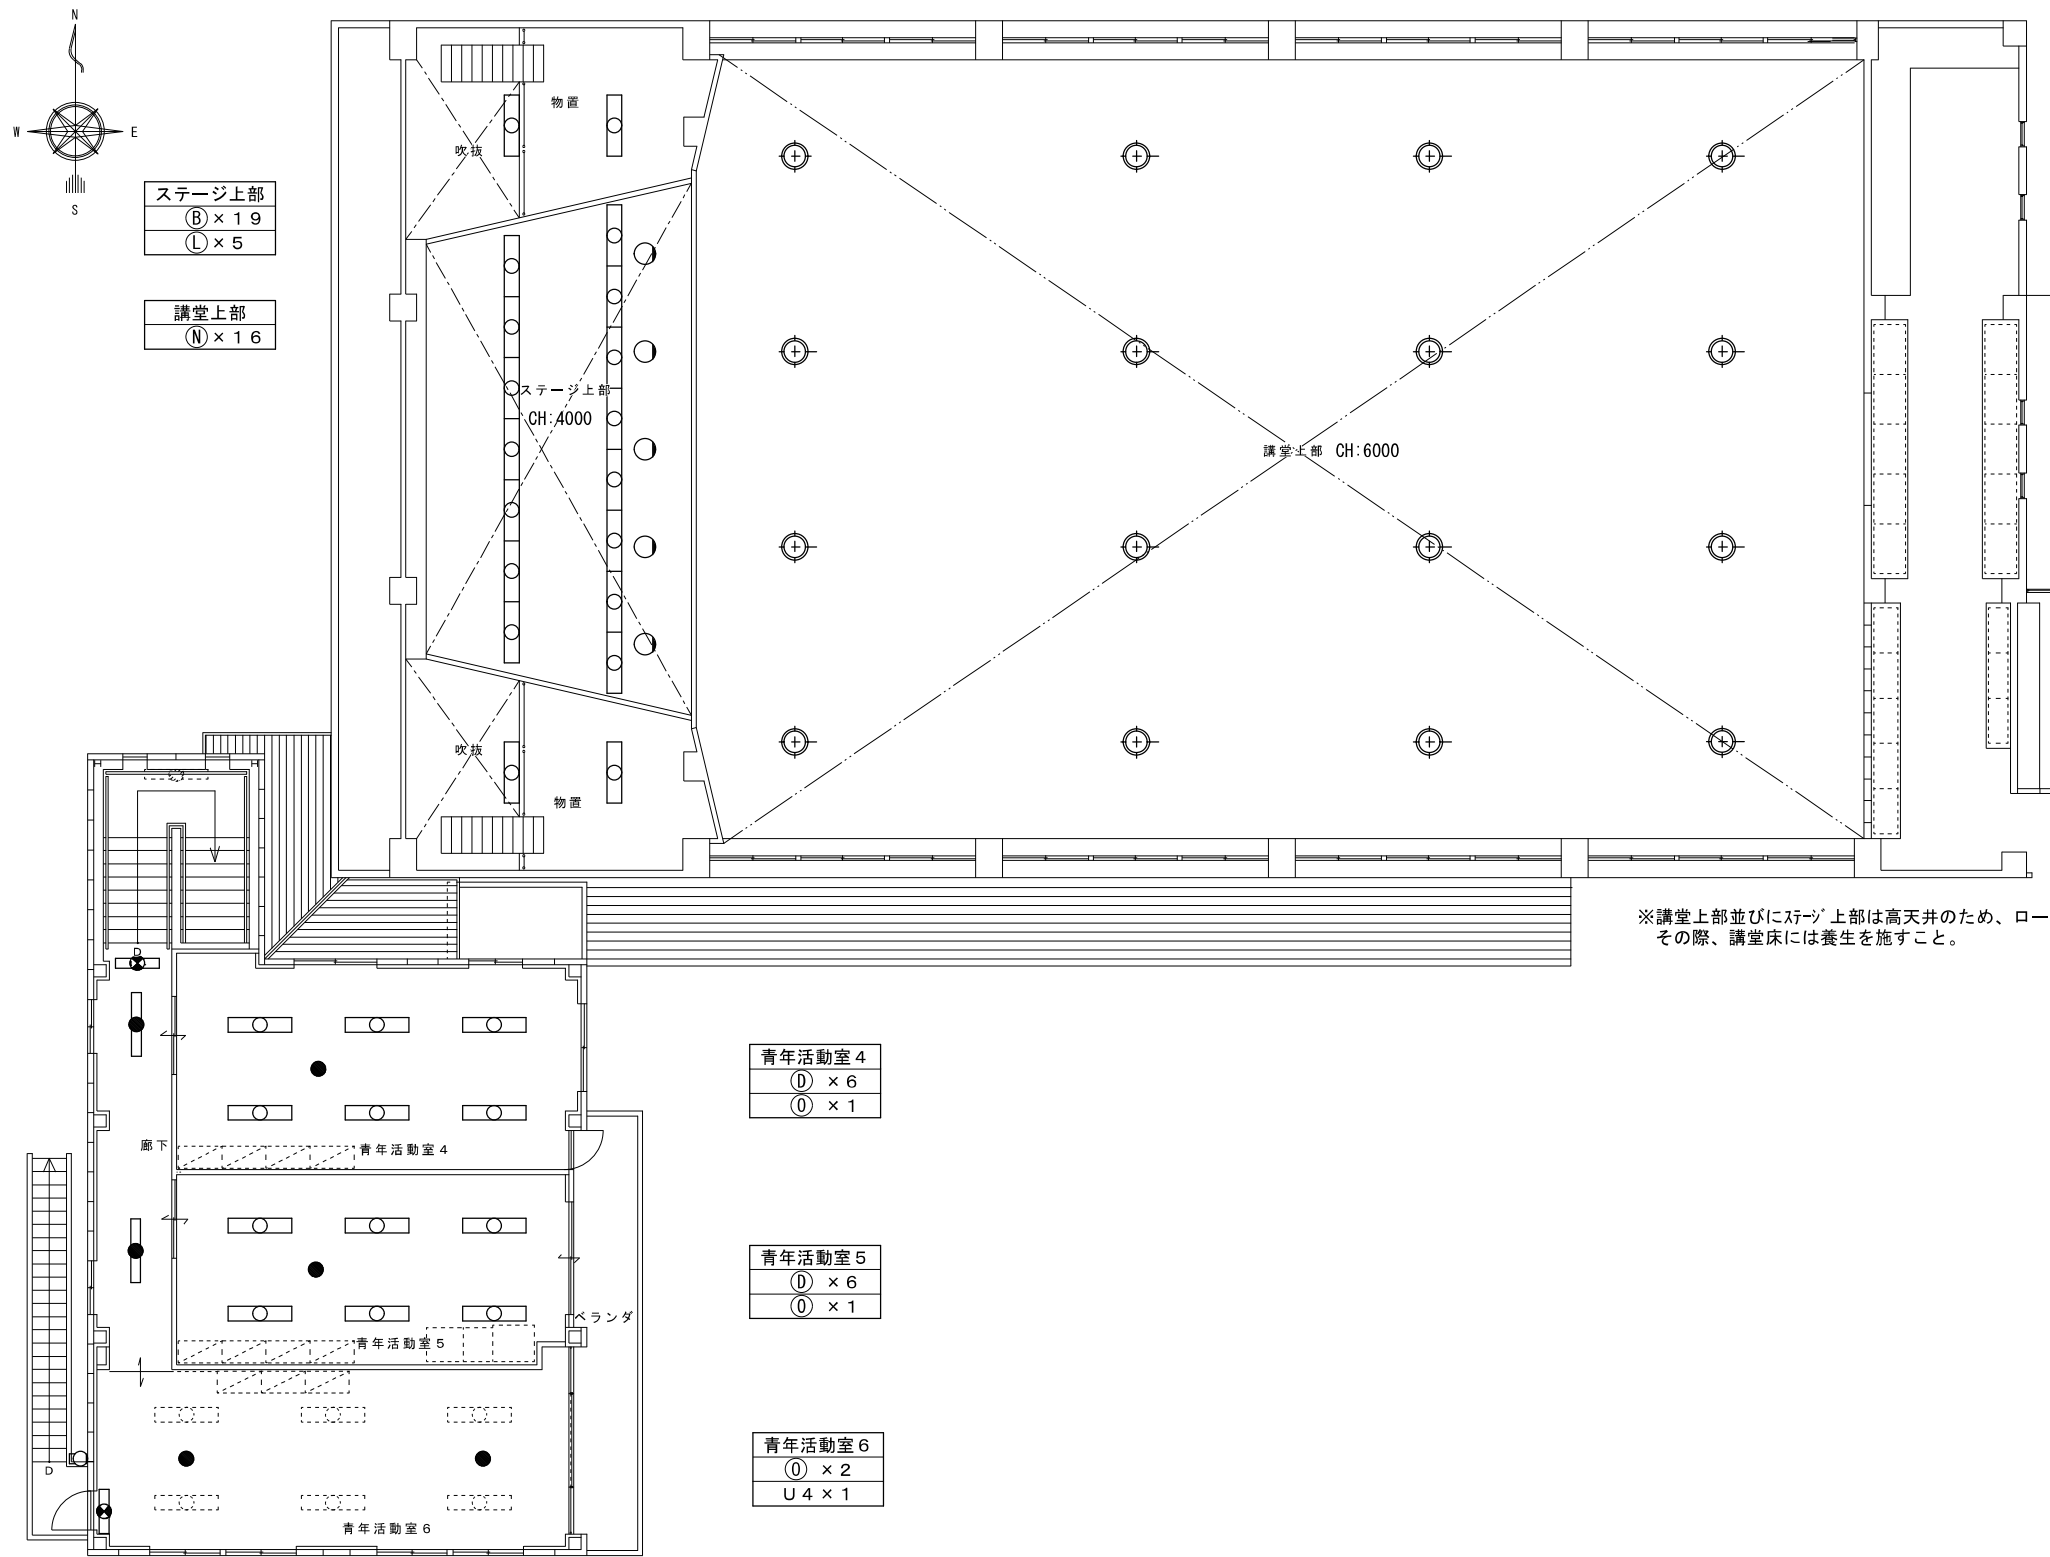 N
W
E
S
ステージ上部
Ⓑ×19
Ⓛ×5
講堂上部
Ⓝ×16
物置
吹抜
ステージ上部
CH:4000
講堂上部 CH:6000
吹抜
物置
※講堂上部並びにｽﾃｰｼﾞ上部は高天井のため、ロー
その際、講堂床には養生を施すこと。
D
廊下
青年活動室4
青年活動室4
Ⓓ ×6
Ⓞ ×1
青年活動室5
ベランダ
青年活動室5
Ⓓ ×6
Ⓞ ×1
D
青年活動室6
青年活動室6
Ⓞ ×2
U4×1